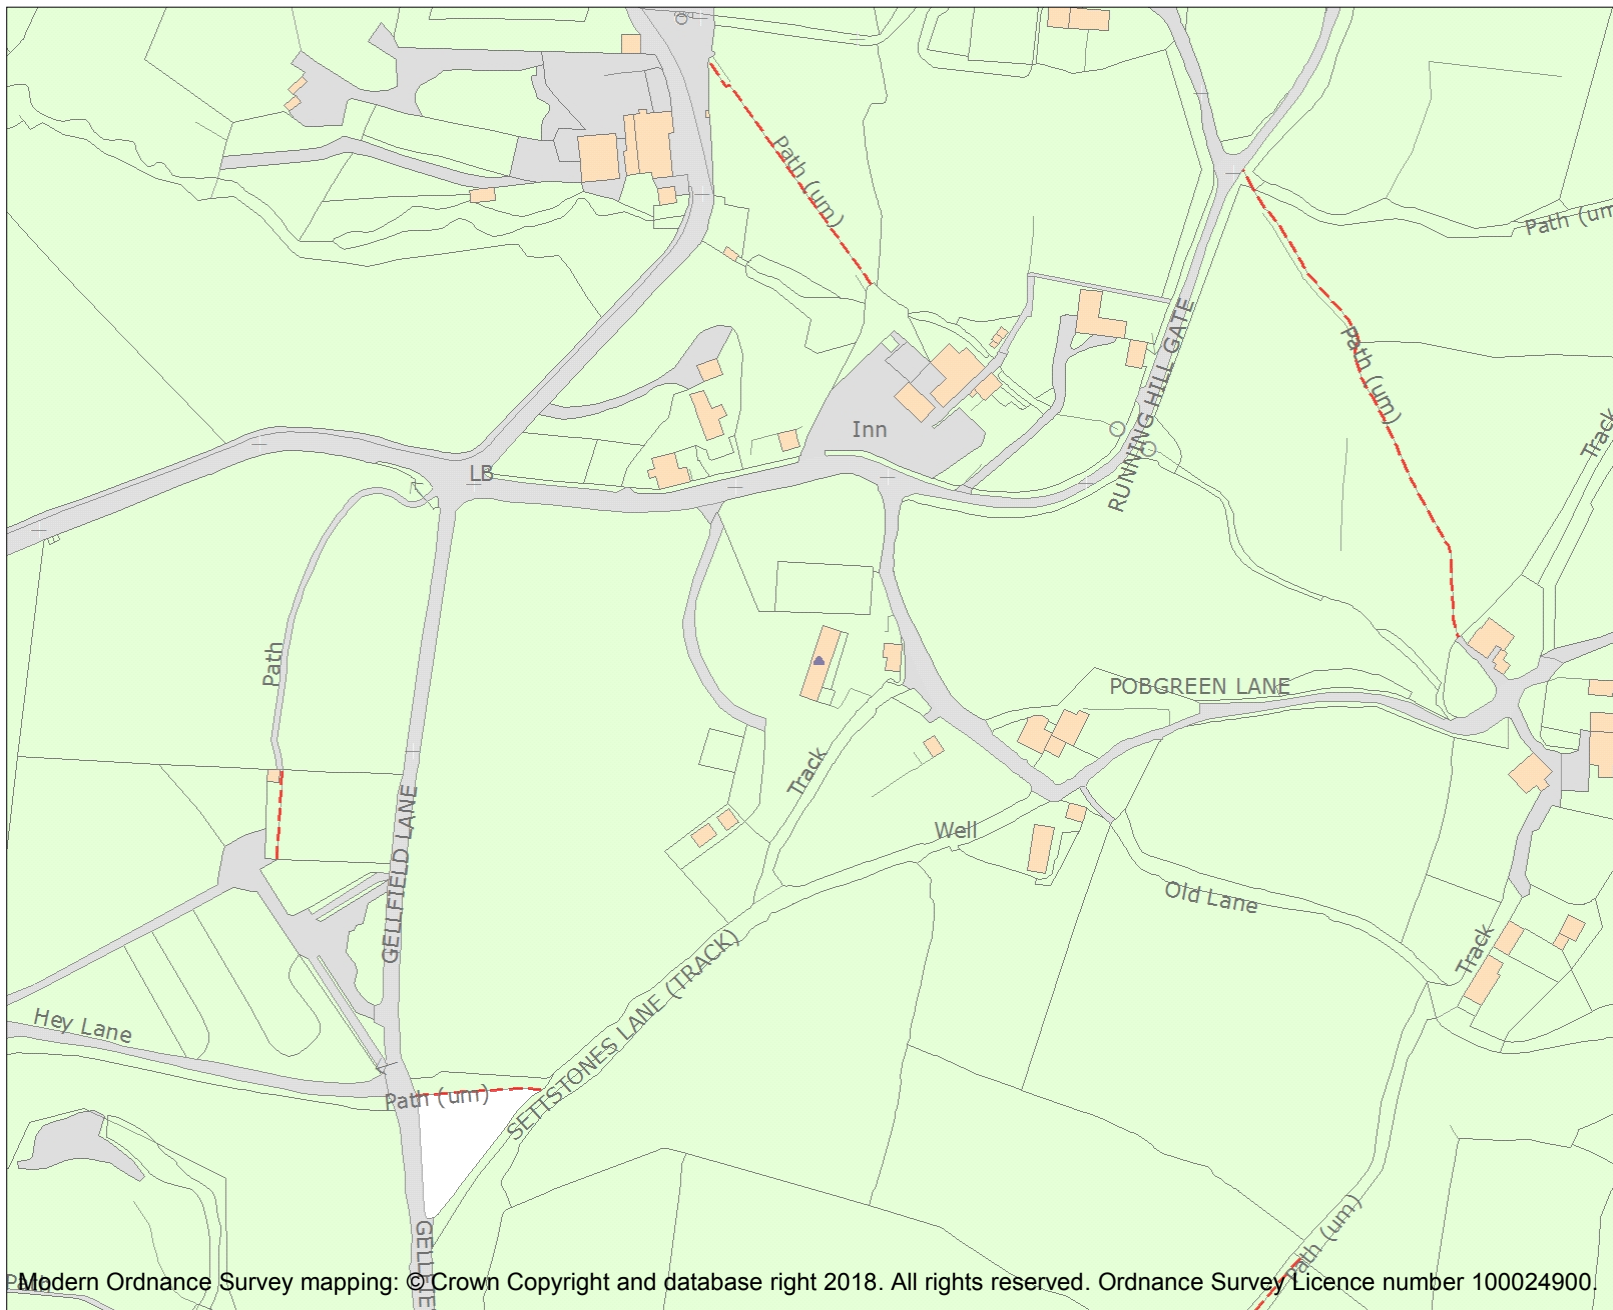 Path (um)
Path (um
RUNNING HILL GATE
Path (um)
Track
Inn
LB
Path
POBGREEN LANE
Track
GELLFIELD LANE
Well
Old Lane
Track
SETTSTONES LANE (TRACK)
Hey Lane
Path (um)
Path (um)
GELLFIE
Path
Modern Ordnance Survey mapping: © Crown Copyright and database right 2018. All rights reserved. Ordnance Survey Licence number 100024900.